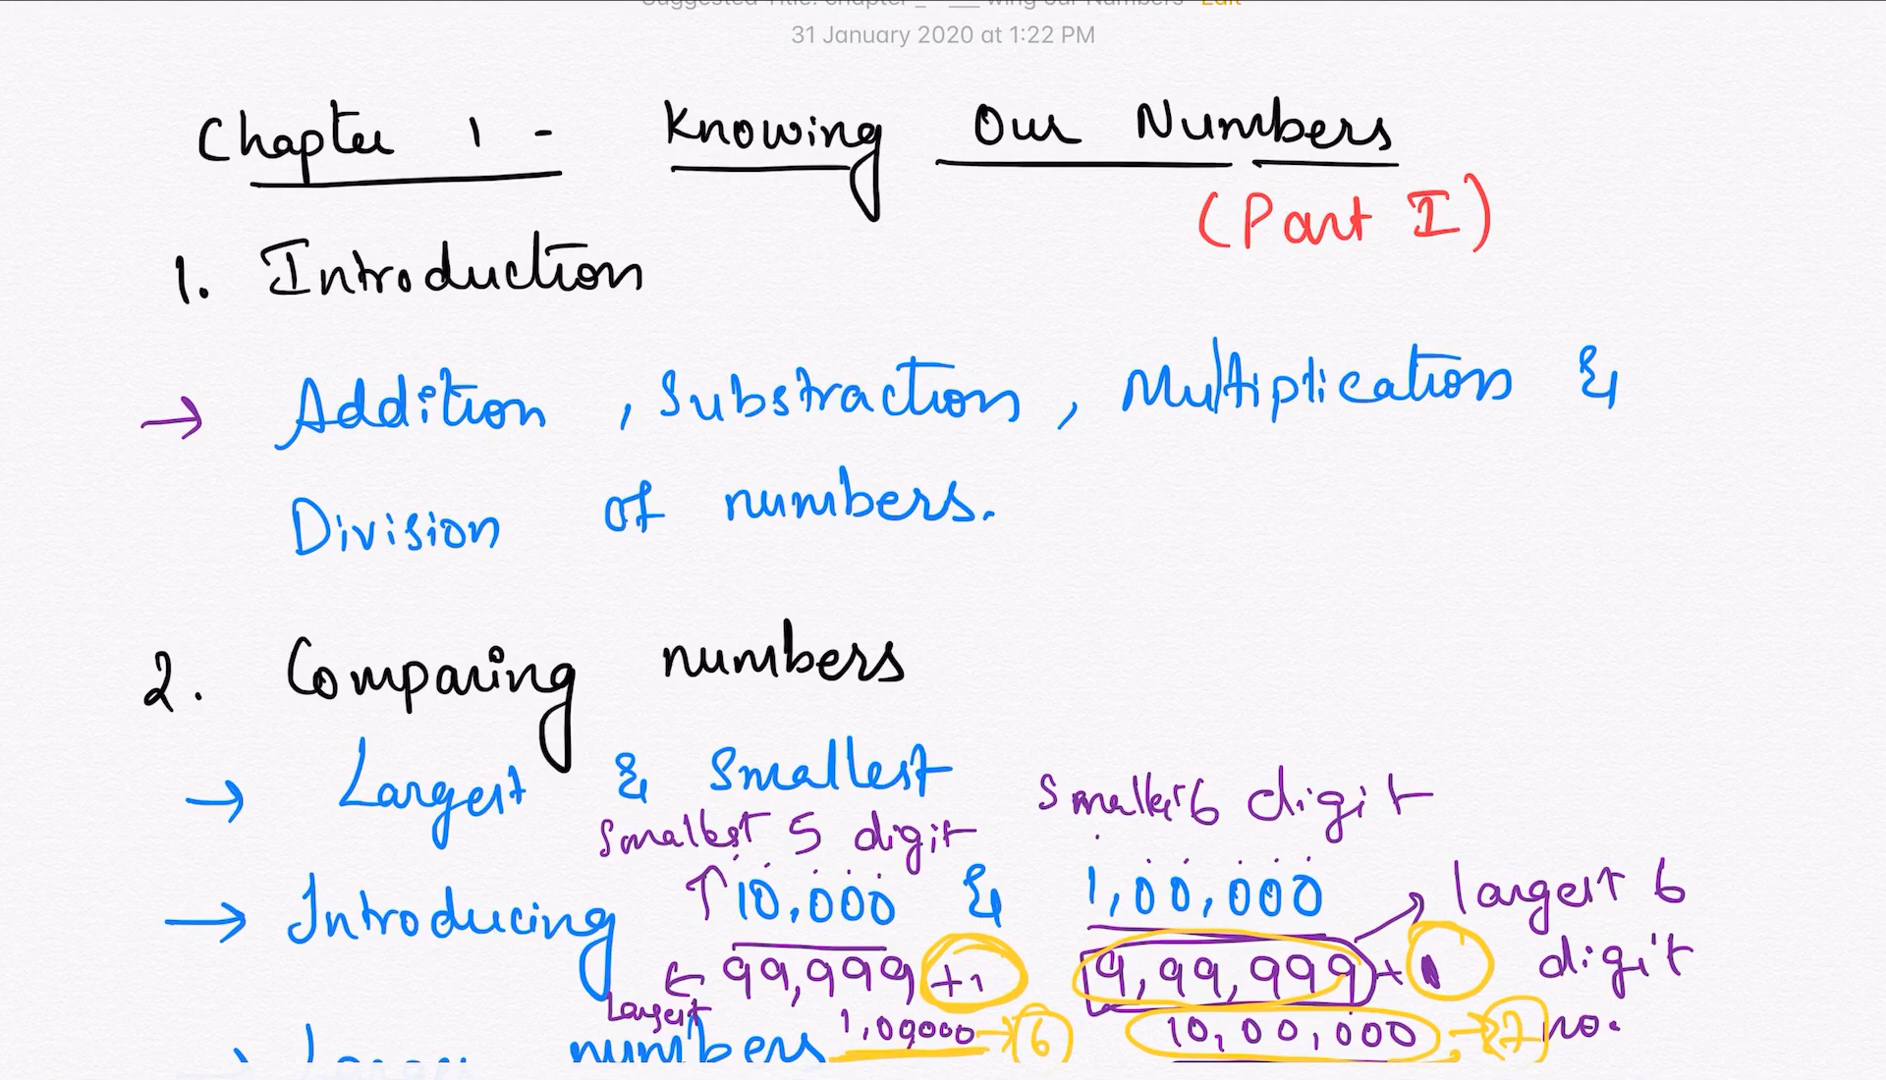 31 January 2020 at 1:22 PM
Chapter 1 - Knowing Our Numbers
(Part I)
1. Introduction
→ Addition, Substraction, Multiplication &
Division of numbers.
2. Comparing numbers
→ Largest & Smallest
Smallest 5 digit
Smallest 6 digit
→ Introducing ↑ 10,000 & 1,00,000
→ largest 6
digit
no.
← 99,999 +1
Largest
9,99,999 + 1
1,00000 → 6
10,00,000 → 7
numbers